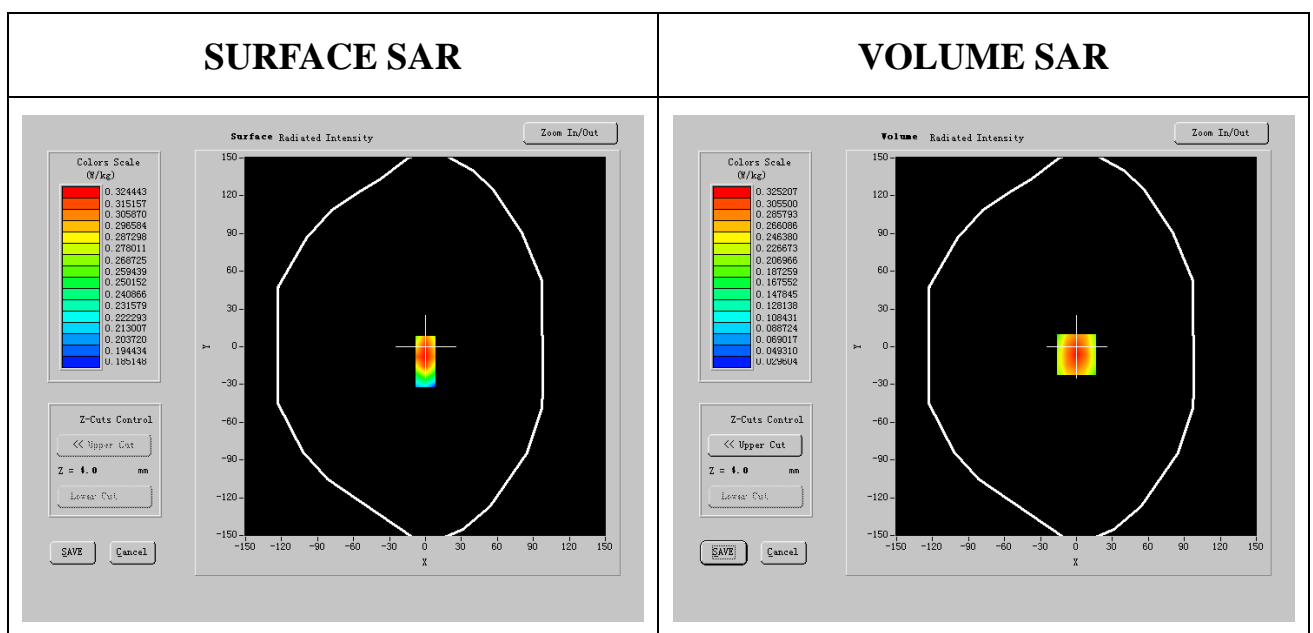 SURFACE SAR
VOLUME SAR
Surface Radiated Intensity
Zoom In/Out
Colors Scale
(W/kg)
0.324443
0.315157
0.305870
0.296584
0.287298
0.278011
0.268725
0.259439
0.250152
0.240866
0.231579
0.222293
0.213007
0.203720
0.194434
0.185148
150
120
90
60
30
0
-30
-60
-90
-120
-150
Y
-150 -120 -90 -60 -30 0 30 60 90 120 150
X
Z-Cuts Control
<< Upper Cut
Z = 4.0 mm
Lower Cut
SAVE
Cancel
Volume Radiated Intensity
Zoom In/Out
Colors Scale
(W/kg)
0.325207
0.305500
0.285793
0.266086
0.246380
0.226673
0.206966
0.187259
0.167552
0.147845
0.128138
0.108431
0.088724
0.069017
0.049310
0.029604
150
120
90
60
30
0
-30
-60
-90
-120
-150
Y
-150 -120 -90 -60 -30 0 30 60 90 120 150
X
Z-Cuts Control
<< Upper Cut
Z = 4.0 mm
Lower Cut
SAVE
Cancel